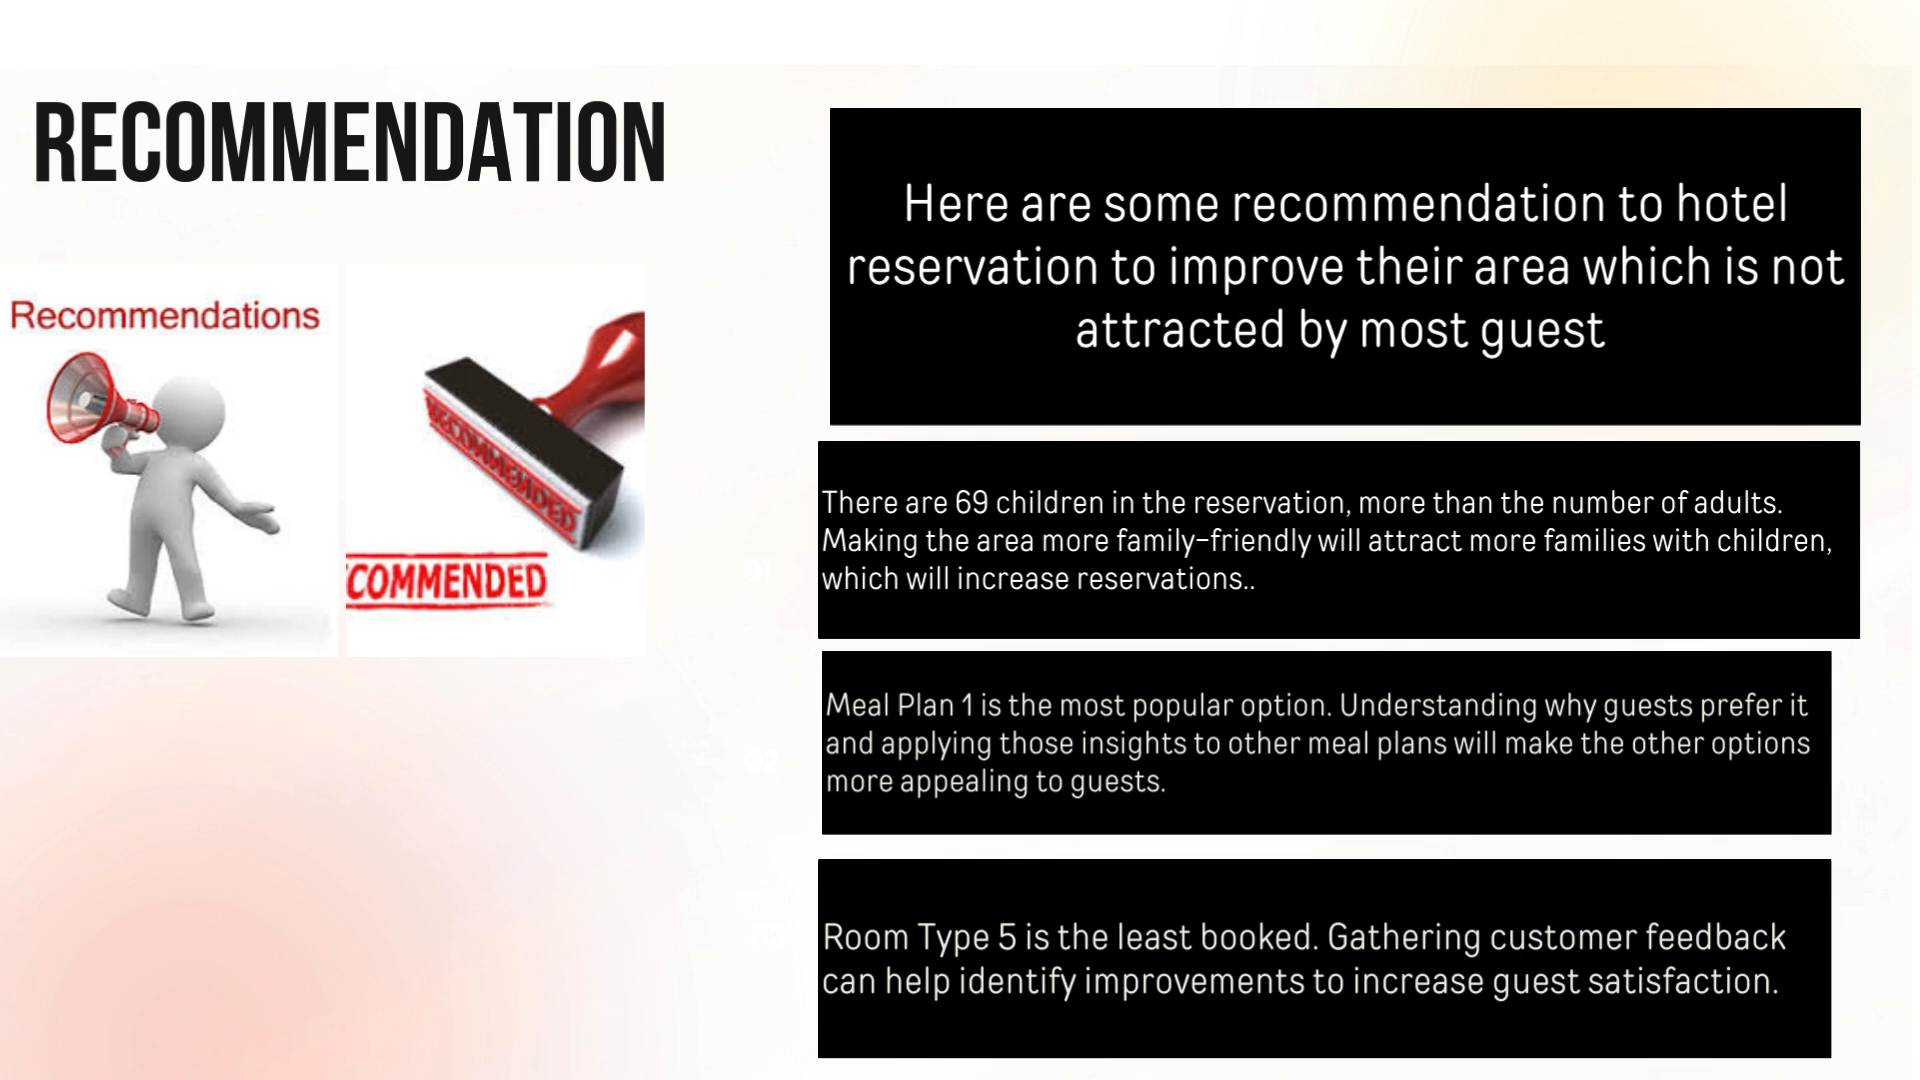 RECOMMENDATION
Recommendations
RECOMMENDED
COMMENDED
Here are some recommendation to hotel
reservation to improve their area which is not
attracted by most guest
01
There are 69 children in the reservation, more than the number of adults.
Making the area more family-friendly will attract more families with children,
which will increase reservations..
02
Meal Plan 1 is the most popular option. Understanding why guests prefer it
and applying those insights to other meal plans will make the other options
more appealing to guests.
03
Room Type 5 is the least booked. Gathering customer feedback
can help identify improvements to increase guest satisfaction.